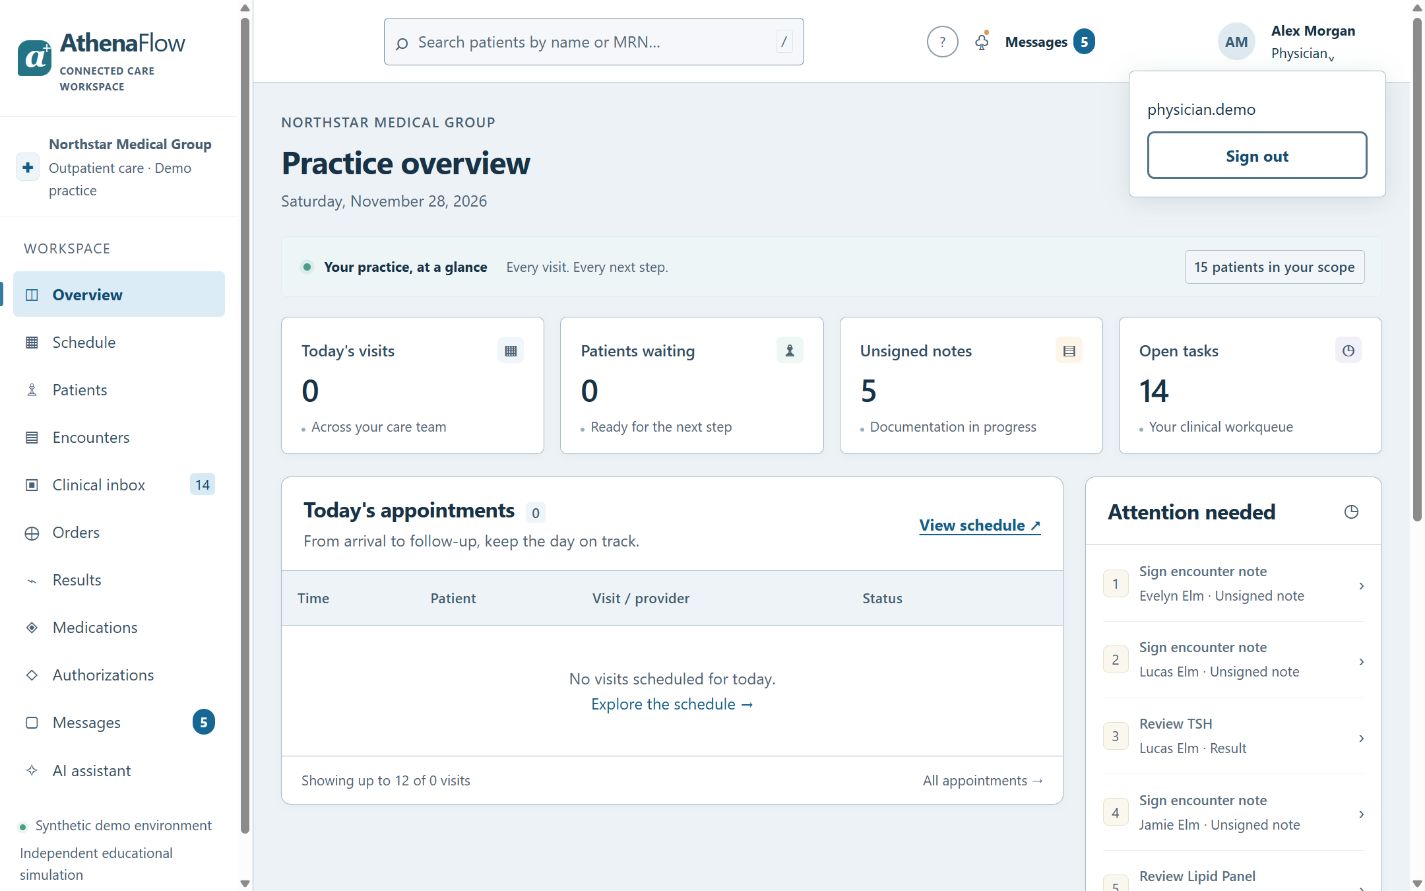 AthenaFlow
CONNECTED CARE
WORKSPACE
Northstar Medical Group
Outpatient care · Demo
practice
WORKSPACE
Overview
Schedule
Patients
Encounters
Clinical inbox 14
Orders
Results
Medications
Authorizations
Messages 5
AI assistant
Synthetic demo environment
Independent educational
simulation
Search patients by name or MRN... /
? Messages 5
AM Alex Morgan
Physician
physician.demo
Sign out
NORTHSTAR MEDICAL GROUP
Practice overview
Saturday, November 28, 2026
Your practice, at a glance Every visit. Every next step. 15 patients in your scope
Today's visits
0
Across your care team
Patients waiting
0
Ready for the next step
Unsigned notes
5
Documentation in progress
Open tasks
14
Your clinical workqueue
Today's appointments 0
From arrival to follow-up, keep the day on track.
View schedule ↗
Time Patient Visit / provider Status
No visits scheduled for today.
Explore the schedule →
Showing up to 12 of 0 visits All appointments →
Attention needed
1 Sign encounter note
Evelyn Elm · Unsigned note
2 Sign encounter note
Lucas Elm · Unsigned note
3 Review TSH
Lucas Elm · Result
4 Sign encounter note
Jamie Elm · Unsigned note
5 Review Lipid Panel